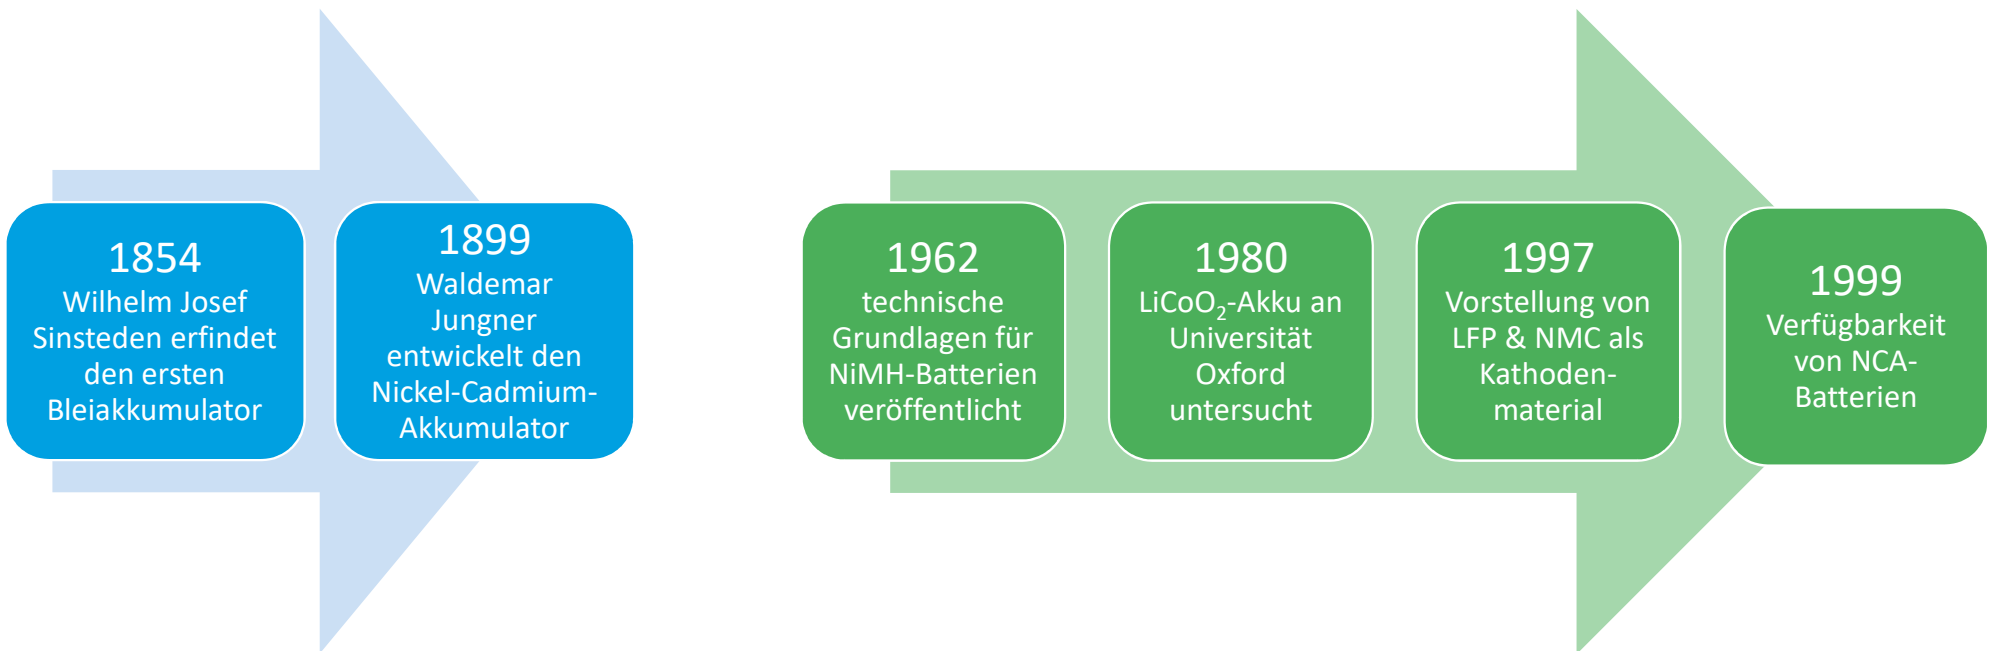 1854
Wilhelm Josef
Sinsteden erfindet
den ersten
Bleiakkumulator
1899
Waldemar
Jungner
entwickelt den
Nickel-Cadmium-
Akkumulator
1962
technische
Grundlagen für
NiMH-Batterien
veröffentlicht
1980
LiCoO₂-Akku an
Universität
Oxford
untersucht
1997
Vorstellung von
LFP & NMC als
Kathoden-
material
1999
Verfügbarkeit
von NCA-
Batterien